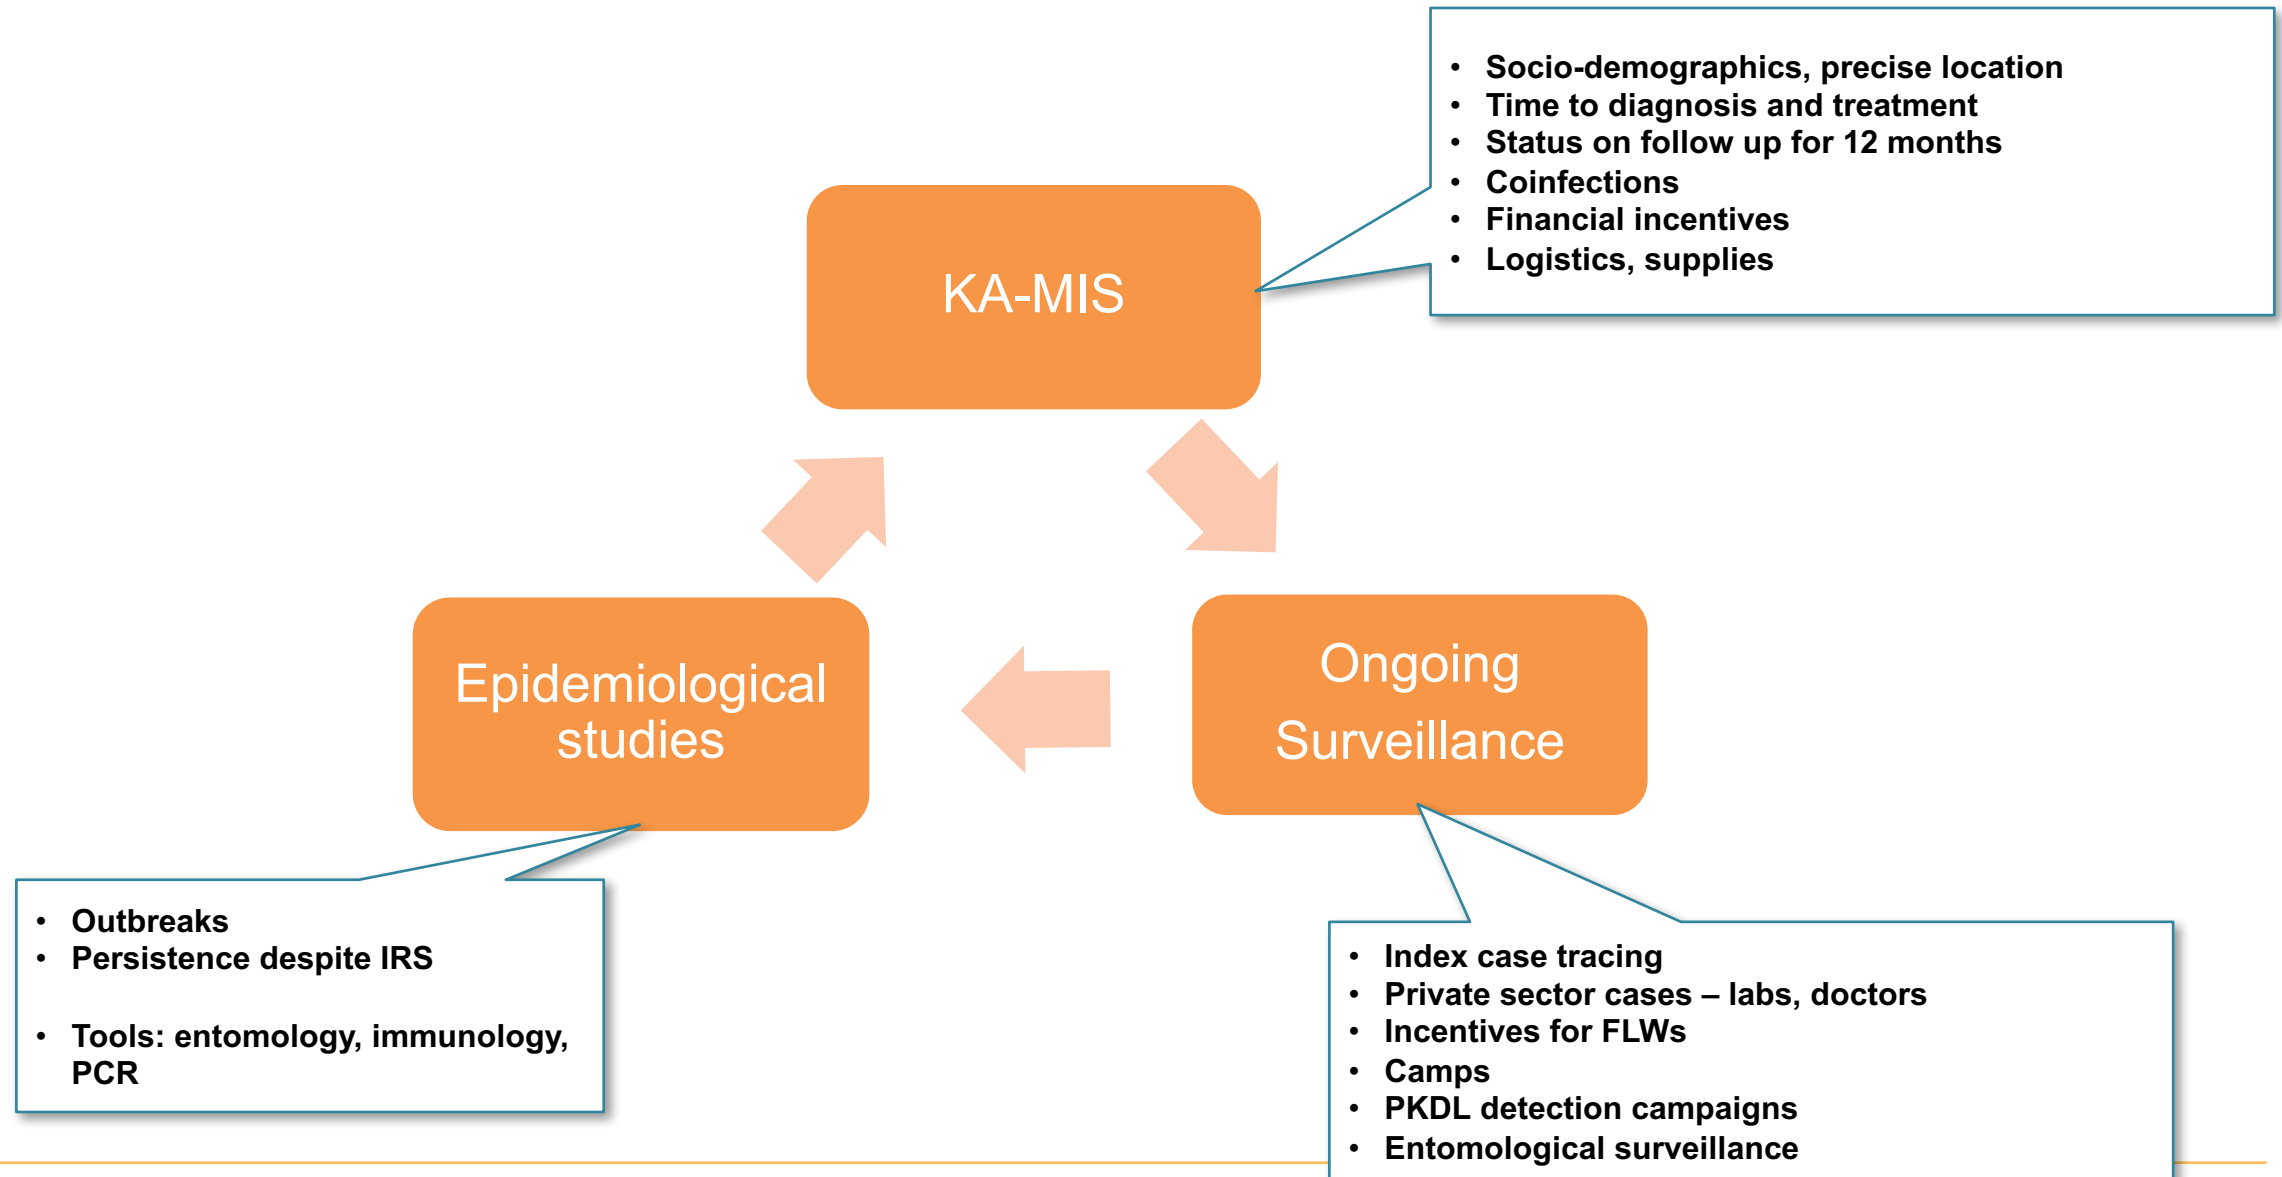 • Socio-demographics, precise location
• Time to diagnosis and treatment
• Status on follow up for 12 months
• Coinfections
• Financial incentives
• Logistics, supplies
KA-MIS
Ongoing
Surveillance
Epidemiological
studies
• Outbreaks
• Persistence despite IRS
• Tools: entomology, immunology,
PCR
• Index case tracing
• Private sector cases – labs, doctors
• Incentives for FLWs
• Camps
• PKDL detection campaigns
• Entomological surveillance